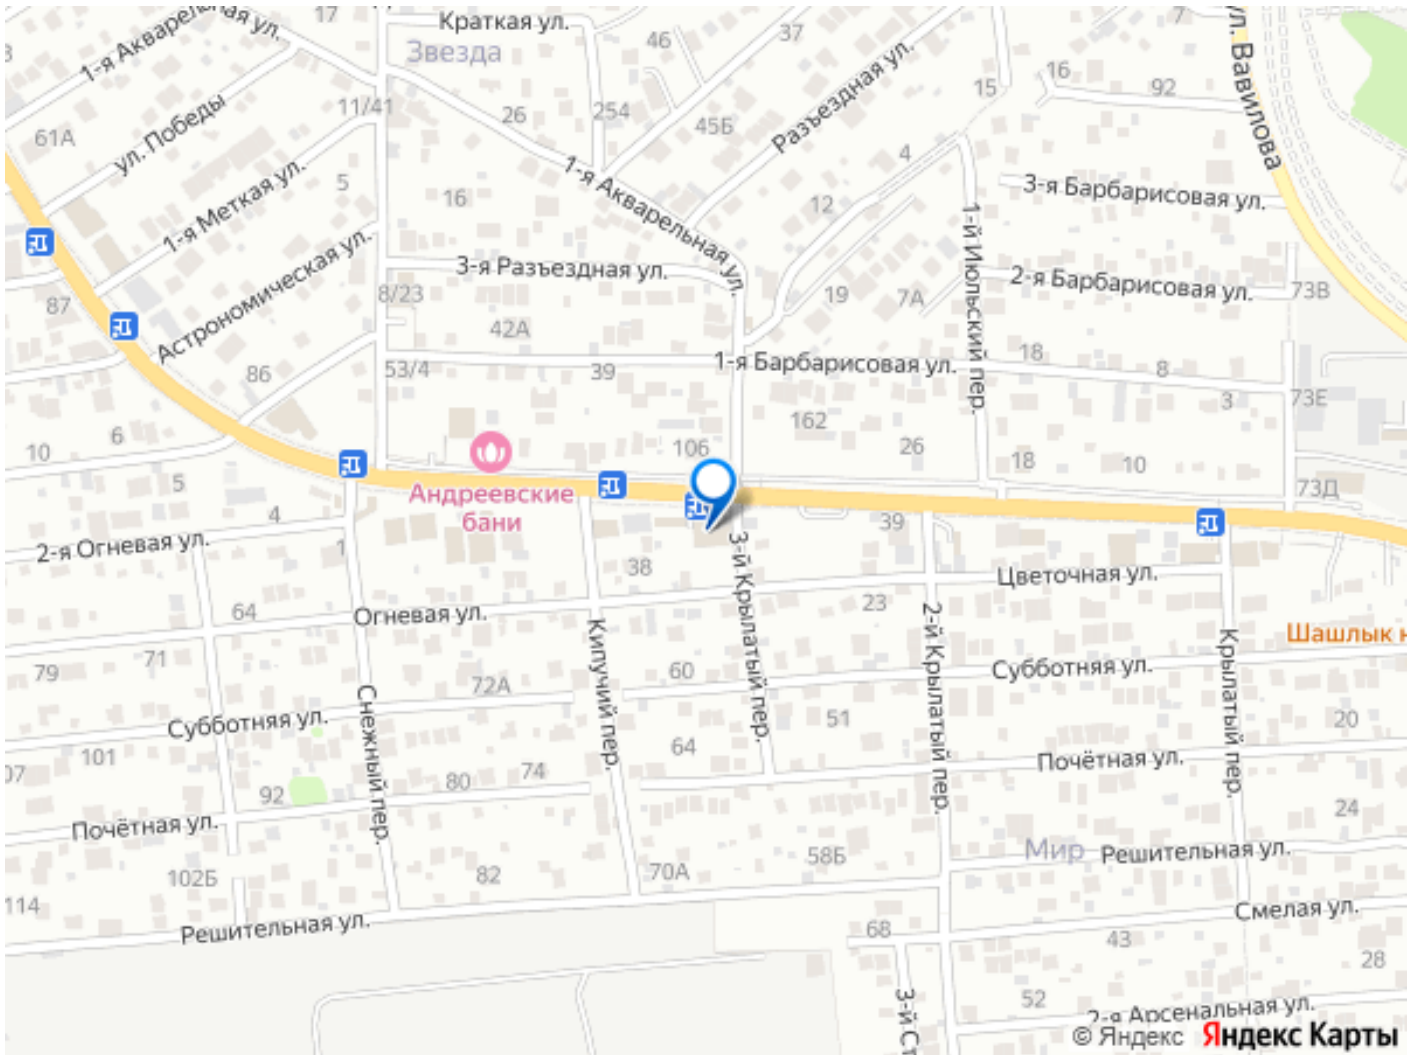 17
Краткая ул.
46
37
7
ул. Вавилова
1-я Акварельная ул.
Звезда
15
16
92
11/41
26
254
45Б
Разъездная ул.
61А
ул. Победы
4
5
16
1-я Акварельная ул.
12
3-я Барбарисовая ул.
1-я Меткая ул.
1-й Июльский пер.
Астрономическая ул.
3-я Разъездная ул.
2-я Барбарисовая ул.
73В
87
8/23
19
7А
42А
86
53/4
39
1-я Барбарисовая ул.
18
8
3
73Е
162
6
10
106
26
18
10
5
Андреевские
бани
73Д
4
39
2-я Огневая ул.
1
38
3-й Крылатый пер.
Цветочная ул.
64
Огневая ул.
23
2-й Крылатый пер.
Крылатый пер.
Шашлык н
79
71
Кипучий пер.
60
Субботняя ул.
72А
Снежный пер.
Субботняя ул.
51
20
101
64
07
74
80
Почётная ул.
92
Почётная ул.
24
Мир
Решительная ул.
58Б
102Б
82
70А
114
Решительная ул.
68
Смелая ул.
43
28
52
3-й Ст
2-я Арсенальная ул.
© Яндекс Яндекс Карты